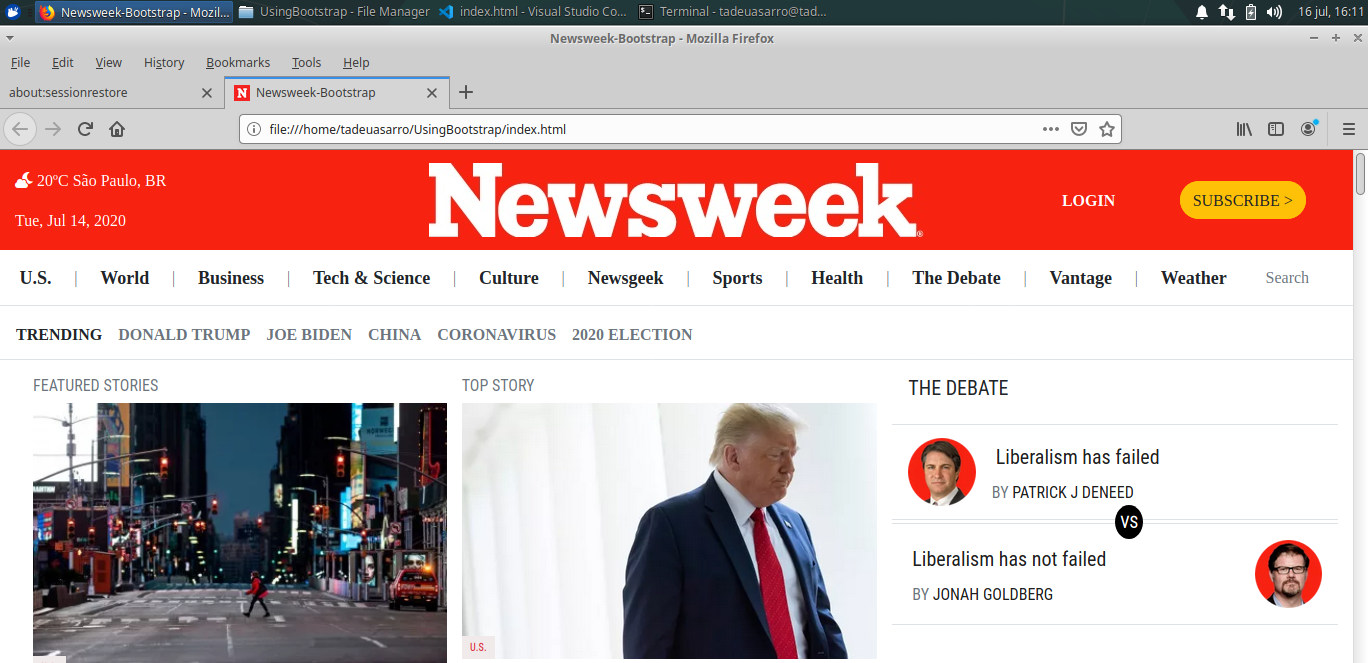 Newsweek-Bootstrap - Mozil...
UsingBootstrap - File Manager
index.html - Visual Studio Co...
Terminal - tadeuasarro@tad...
16 jul, 16:11
Newsweek-Bootstrap - Mozilla Firefox
File Edit View History Bookmarks Tools Help
about:sessionrestore
N Newsweek-Bootstrap
file:///home/tadeuasarro/UsingBootstrap/index.html
20ºC São Paulo, BR
Tue, Jul 14, 2020
Newsweek®
LOGIN
SUBSCRIBE >
U.S. | World | Business | Tech & Science | Culture | Newsgeek | Sports | Health | The Debate | Vantage | Weather Search
TRENDING DONALD TRUMP JOE BIDEN CHINA CORONAVIRUS 2020 ELECTION
FEATURED STORIES
TOP STORY
U.S.
THE DEBATE
Liberalism has failed
BY PATRICK J DENEED
VS
Liberalism has not failed
BY JONAH GOLDBERG